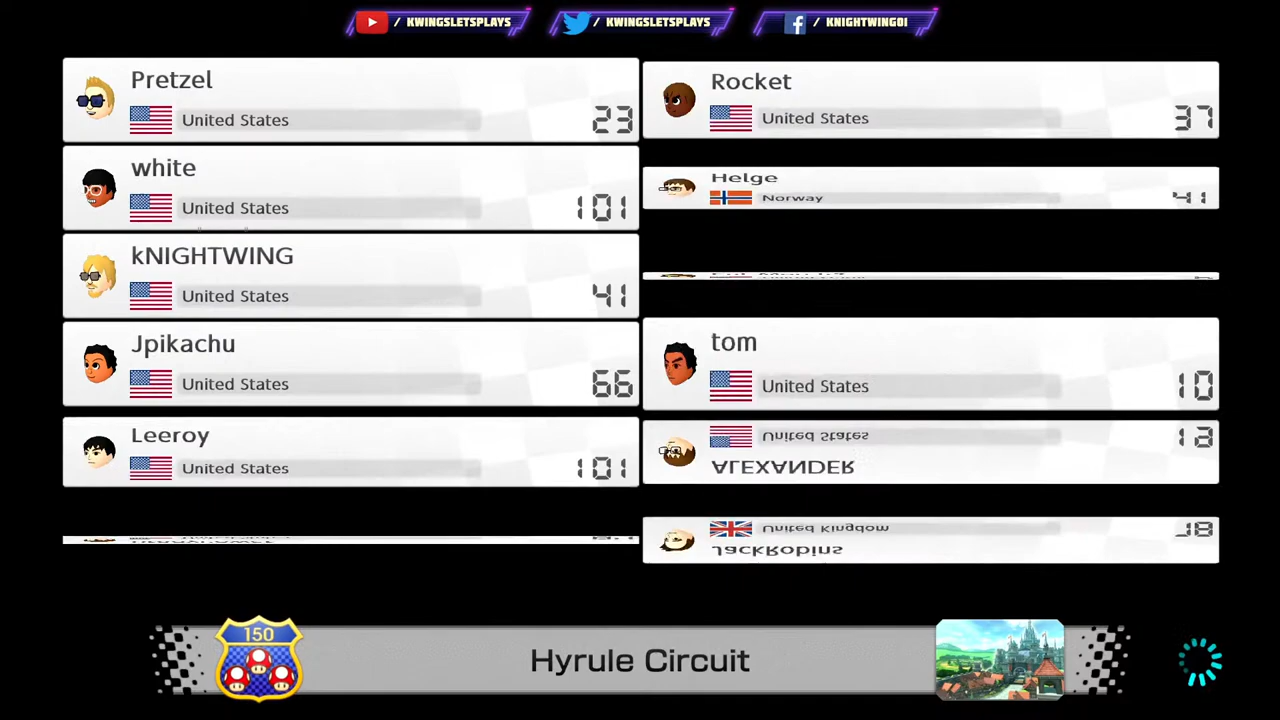 / KWINGSLETSPLAYS
/ KWINGSLETSPLAYS
/ KNIGHTWING01
Pretzel
United States
23
white
United States
101
kNIGHTWING
United States
41
Jpikachu
United States
66
Leeroy
United States
101
Rocket
United States
37
Helge
Norway
41
tom
United States
10
United States
13
ALEXANDER
United Kingdom
78
JackRobins
150
Hyrule Circuit